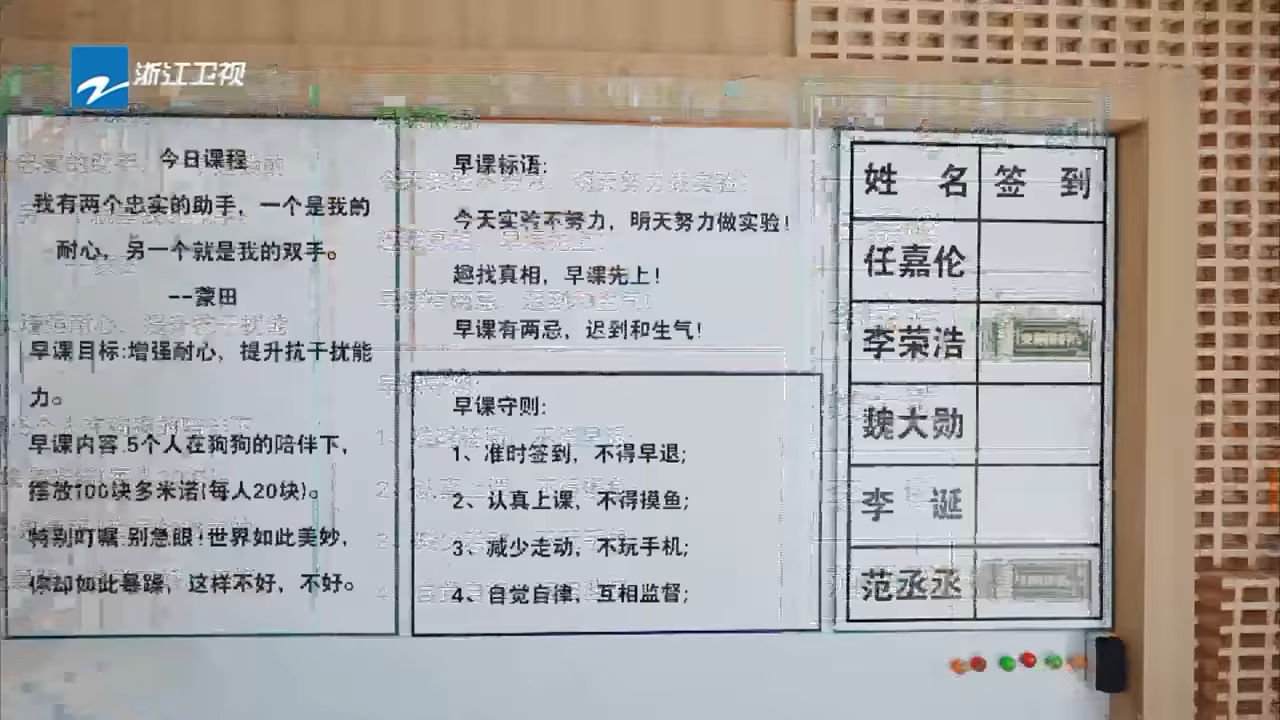 浙江卫视
今日课程
我有两个忠实的助手，一个是我的
耐心，另一个就是我的双手。
--蒙田
早课目标:增强耐心，提升抗干扰能
力。
早课内容:5个人在狗狗的陪伴下，
摆放100块多米诺(每人20块)。
特别叮嘱:别急眼!世界如此美妙，
你却如此暴躁，这样不好，不好。
早课标语:
今天实验不努力，明天努力做实验!
趣找真相，早课先上!
早课有两忌，迟到和生气!
早课守则:
1、准时签到，不得早退;
2、认真上课，不得摸鱼;
3、减少走动，不玩手机;
4、自觉自律，互相监督;
姓 名 签 到
任嘉伦
李荣浩
魏大勋
李 诞
范丞丞